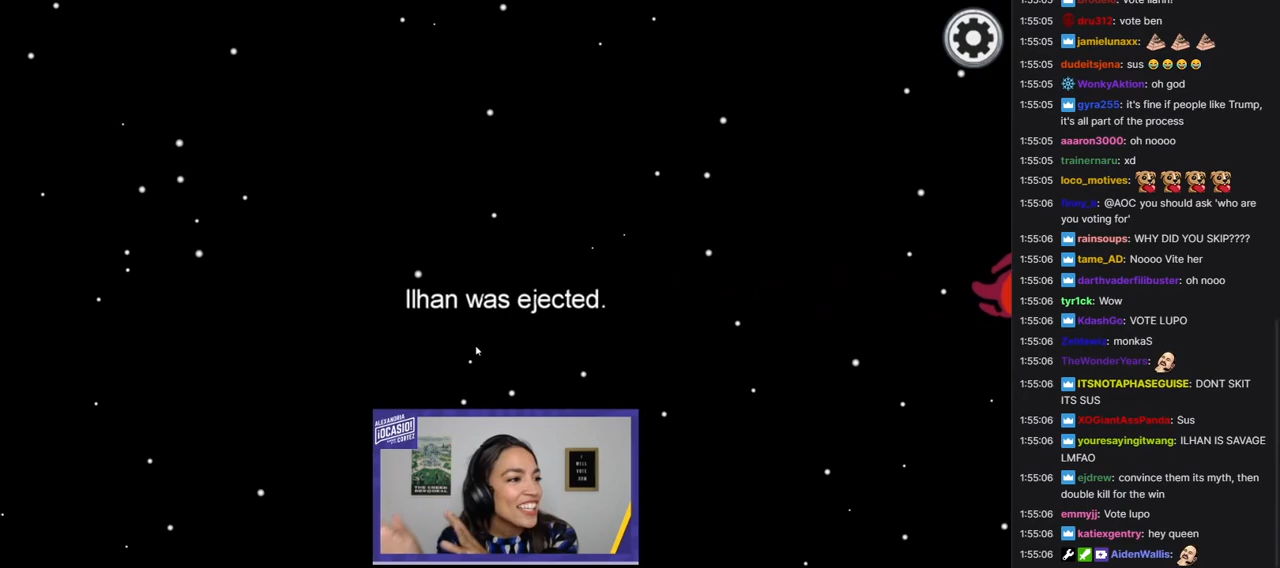 Ilhan was ejected.
ALEXANDRIA
¡OCASIO!
CORTEZ
THE GREEN
I
WILL
VOTE
vote ilann!
1:55:05 dru312: vote ben
1:55:05 jamielunaxx:
dudeitsjena: sus
1:55:05 WonkyAktion: oh god
1:55:05 gyra255: it's fine if people like Trump,
it's all part of the process
1:55:05 aaaron3000: oh noooo
1:55:05 trainernaru: xd
1:55:05 loco_motives:
1:55:06 @AOC you should ask 'who are
you voting for'
1:55:06 rainsoups: WHY DID YOU SKIP????
1:55:06 tame_AD: Noooo Vite her
1:55:06 darthvaderfilibuster: oh nooo
1:55:06 tyr1ck: Wow
1:55:06 KdashGo: VOTE LUPO
1:55:06 monkaS
1:55:06 TheWonderYears:
1:55:06 ITSNOTAPHASEGUISE: DONT SKIT
ITS SUS
1:55:06 XOGiantAssPanda: Sus
1:55:06 youresayingitwang: ILHAN IS SAVAGE
LMFAO
1:55:06 ejdrew: convince them its myth, then
double kill for the win
1:55:06 emmyjj: Vote lupo
1:55:06 katiexgentry: hey queen
1:55:06 AidenWallis: